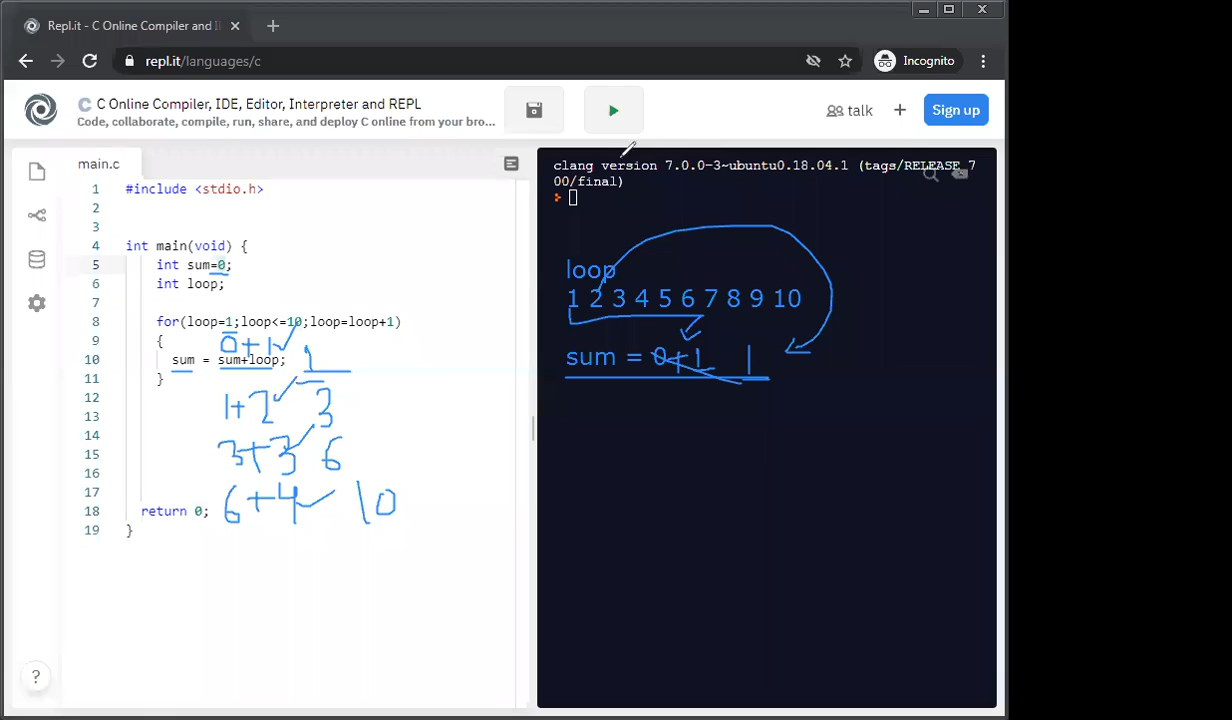 Repl.it - C Online Compiler and I
repl.it/languages/c
Incognito
C C Online Compiler, IDE, Editor, Interpreter and REPL
Code, collaborate, compile, run, share, and deploy C online from your bro...
talk
Sign up
main.c
1 #include <stdio.h>
2
3
4 int main(void) {
5 int sum=0;
6 int loop;
7
8 for(loop=1;loop<=10;loop=loop+1)
9 {
0+1 1
10 sum = sum+loop;
11 }
12
1+2 3
13
14
15
3+3 6
16
17
6+4 10
18 return 0;
19 }
?
clang version 7.0.0-3~ubuntu0.18.04.1 (tags/RELEASE_7
00/final)
loop
1 2 3 4 5 6 7 8 9 10
sum = 0+1 1